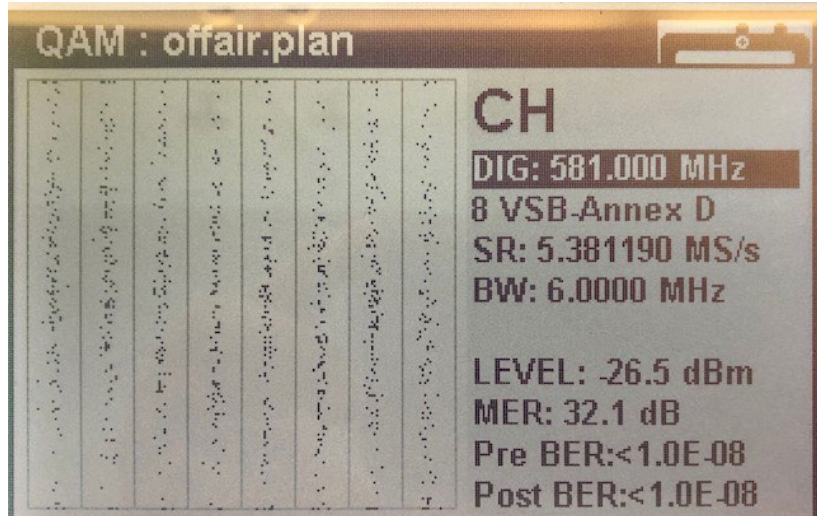 QAM : offair.plan
CH
DIG: 581.000 MHz
8 VSB-Annex D
SR: 5.381190 MS/s
BW: 6.0000 MHz
LEVEL: -26.5 dBm
MER: 32.1 dB
Pre BER:<1.0E-08
Post BER:<1.0E-08